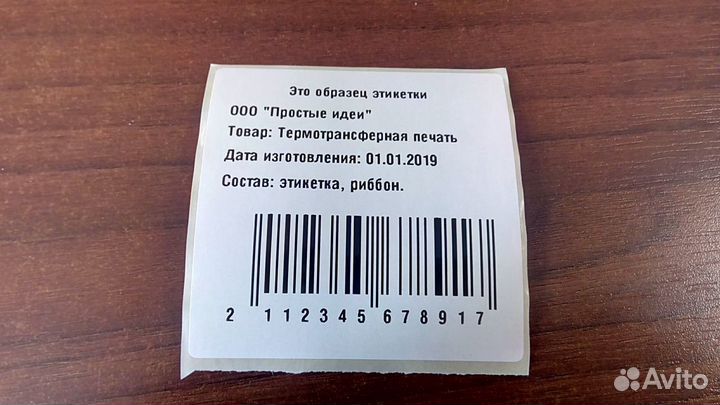 Это образец этикетки
ООО "Простые идеи"
Товар: Термотрансферная печать
Дата изготовления: 01.01.2019
Состав: этикетка, риббон.
2 112345 678917
Avito